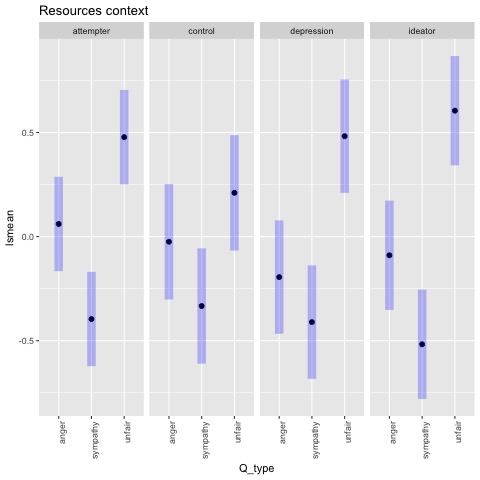 Resources context
attempter control depression ideator
0.5
0.0
-0.5
lsmean
anger sympathy unfair anger sympathy unfair anger sympathy unfair anger sympathy unfair
Q_type